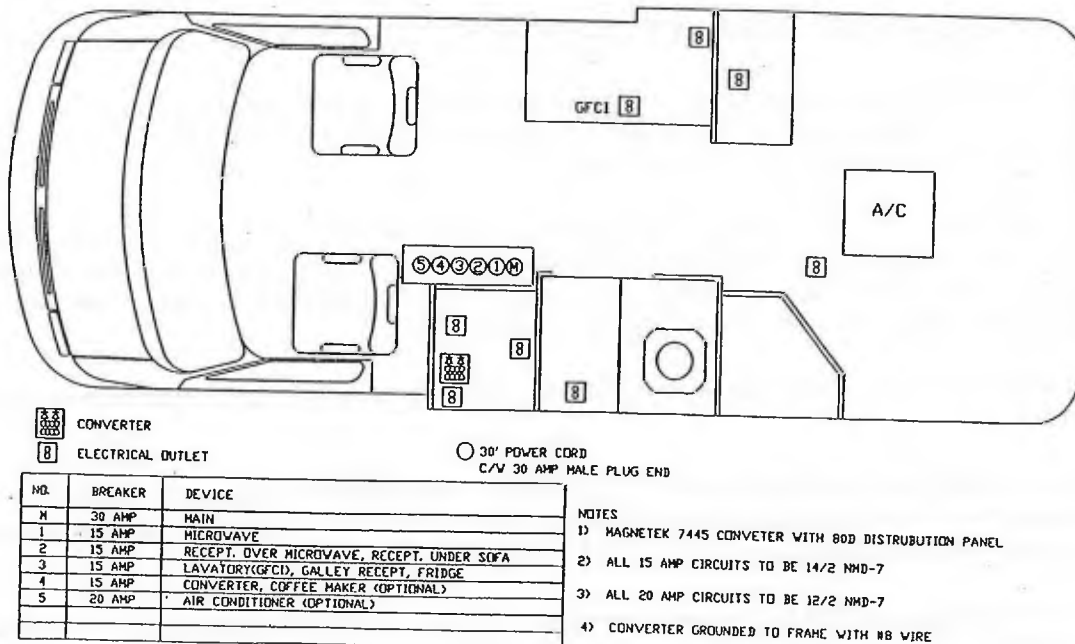 8
8
GFCI 8
A/C
5 4 3 2 1 M
8
8
8
8
8
CONVERTER
8 ELECTRICAL OUTLET
30' POWER CORD
C/W 30 AMP MALE PLUG END
NO. BREAKER DEVICE
M 30 AMP MAIN
1 15 AMP MICROWAVE
2 15 AMP RECEPT. OVER MICROWAVE, RECEPT. UNDER SOFA
3 15 AMP LAVATORY(GFCI), GALLEY RECEPT, FRIDGE
4 15 AMP CONVERTER, COFFEE MAKER (OPTIONAL)
5 20 AMP AIR CONDITIONER (OPTIONAL)
NOTES
1) MAGNETEK 7445 CONVETER WITH 80D DISTRUBUTION PANEL
2) ALL 15 AMP CIRCUITS TO BE 14/2 NMD-7
3) ALL 20 AMP CIRCUITS TO BE 12/2 NMD-7
4) CONVERTER GROUNDED TO FRAME WITH #8 WIRE